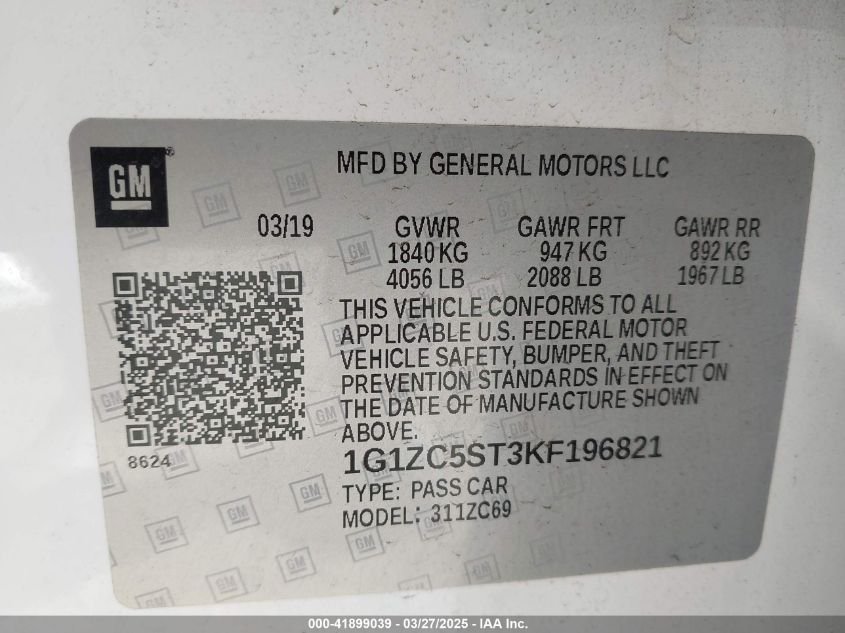 GM
MFD BY GENERAL MOTORS LLC
03/19 GVWR GAWR FRT GAWR RR
1840 KG 947 KG 892 KG
4056 LB 2088 LB 1967 LB
THIS VEHICLE CONFORMS TO ALL
APPLICABLE U.S. FEDERAL MOTOR
VEHICLE SAFETY, BUMPER, AND THEFT
PREVENTION STANDARDS IN EFFECT ON
THE DATE OF MANUFACTURE SHOWN
ABOVE.
8624
1G1ZC5ST3KF196821
TYPE: PASS CAR
MODEL: 311ZC69
000-41899039 / 03/27/2025 - IAA Inc.